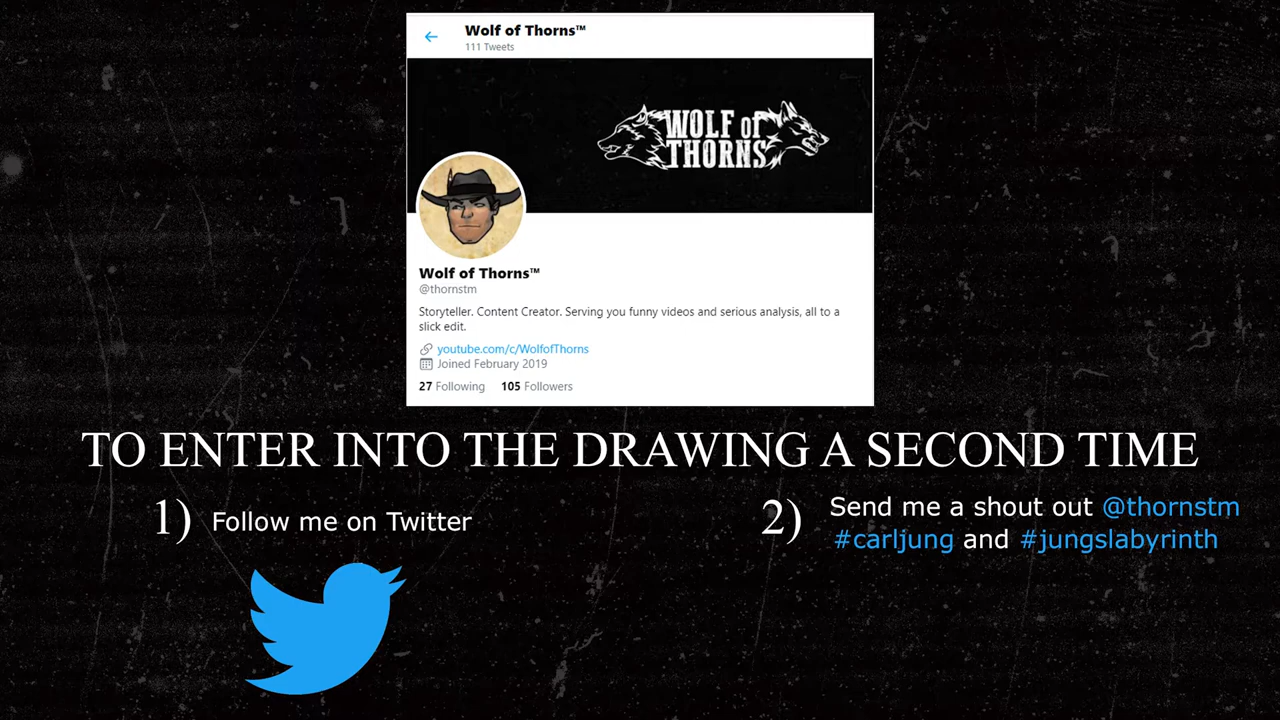 Wolf of Thorns™
111 Tweets
WOLF of
THORNS
Wolf of Thorns™
@thornstm
Storyteller. Content Creator. Serving you funny videos and serious analysis, all to a
slick edit.
youtube.com/c/WolfofThorns
Joined February 2019
27 Following 105 Followers
TO ENTER INTO THE DRAWING A SECOND TIME
1) Follow me on Twitter
2) Send me a shout out @thornstm
#carljung and #jungslabyrinth